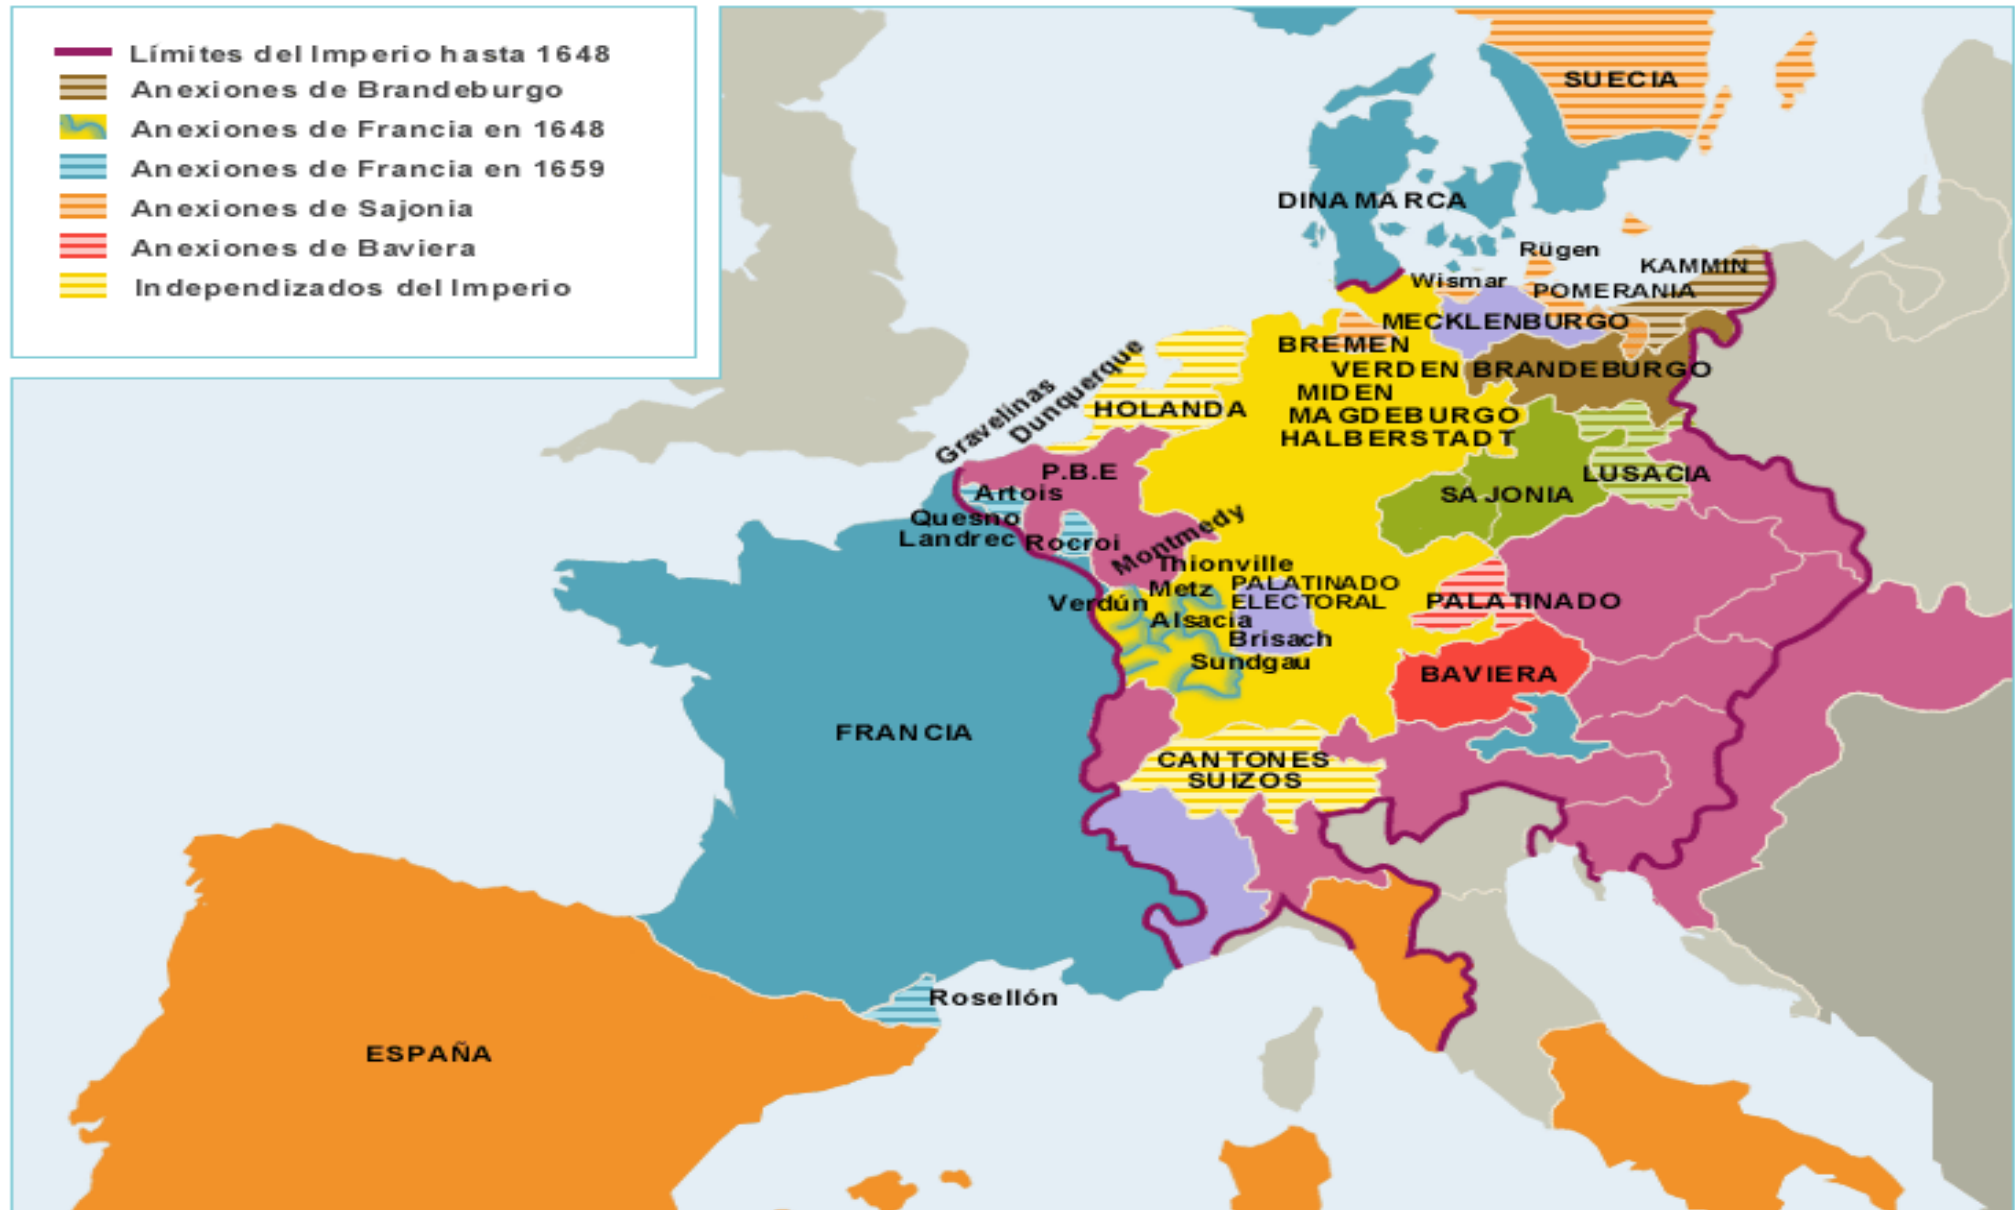 Límites del Imperio hasta 1648
Anexiones de Brandeburgo
Anexiones de Francia en 1648
Anexiones de Francia en 1659
Anexiones de Sajonia
Anexiones de Baviera
Independizados del Imperio
SUECIA
DINAMARCA
Rügen
KAMMIN
Wismar
POMERANIA
MECKLENBURGO
BREMEN
VERDEN BRANDEBURGO
MIDEN
MAGDEBURGO
HALBERSTADT
Gravelinas
Dunquerque
HOLANDA
P.B.E
Artois
LUSACIA
SAJONIA
Quesno
Landrec
Rocroi
Montmedy
Thionville
Metz
PALATINADO
ELECTORAL
Verdún
Alsacia
PALATINADO
Brisach
Sundgau
BAVIERA
FRANCIA
CANTONES
SUIZOS
Rosellón
ESPAÑA